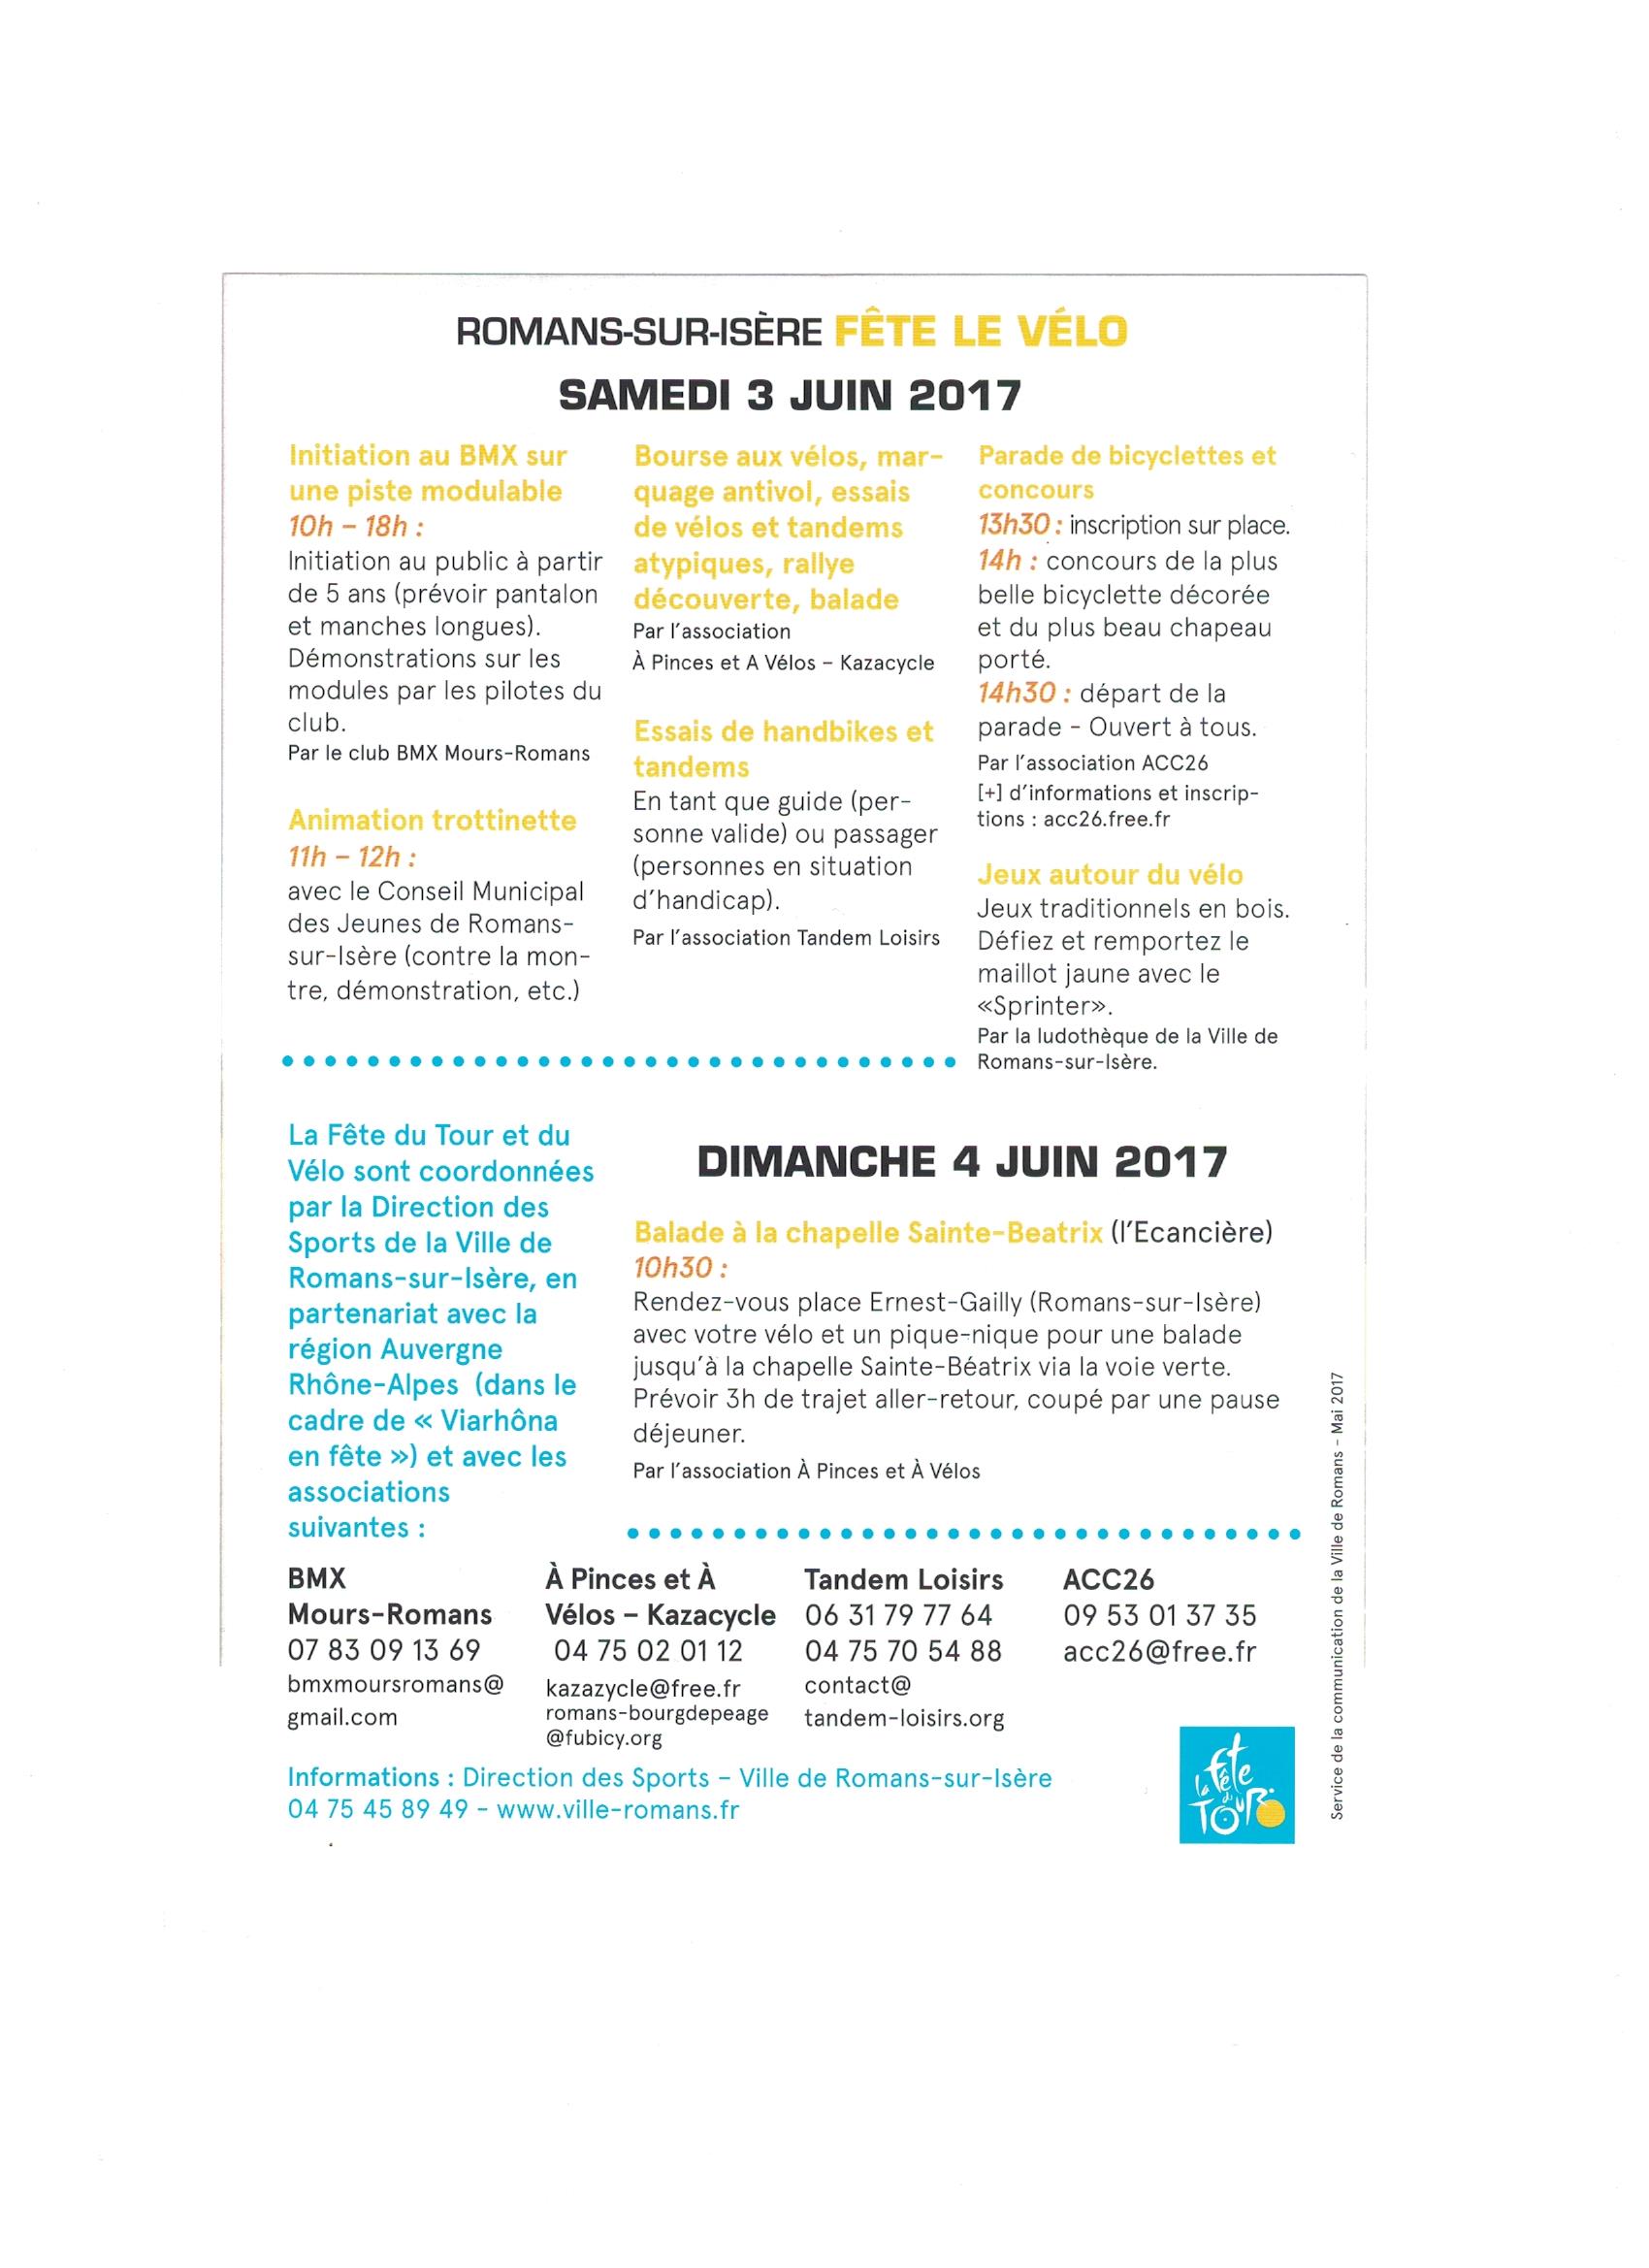 ROMANS-SUR-ISÈRE FÊTE LE VÉLO
SAMEDI 3 JUIN 2017
Initiation au BMX sur
une piste modulable
10h – 18h :
Initiation au public à partir
de 5 ans (prévoir pantalon
et manches longues).
Démonstrations sur les
modules par les pilotes du
club.
Par le club BMX Mours-Romans
Animation trottinette
11h – 12h :
avec le Conseil Municipal
des Jeunes de Romans-
sur-Isère (contre la mon-
tre, démonstration, etc.)
Bourse aux vélos, mar-
quage antivol, essais
de vélos et tandems
atypiques, rallye
découverte, balade
Par l'association
À Pinces et A Vélos – Kazacycle
Essais de handbikes et
tandems
En tant que guide (per-
sonne valide) ou passager
(personnes en situation
d'handicap).
Par l'association Tandem Loisirs
Parade de bicyclettes et
concours
13h30 : inscription sur place.
14h : concours de la plus
belle bicyclette décorée
et du plus beau chapeau
porté.
14h30 : départ de la
parade - Ouvert à tous.
Par l'association ACC26
[+] d'informations et inscrip-
tions : acc26.free.fr
Jeux autour du vélo
Jeux traditionnels en bois.
Défiez et remportez le
maillot jaune avec le
«Sprinter».
Par la ludothèque de la Ville de
Romans-sur-Isère.
La Fête du Tour et du
Vélo sont coordonnées
par la Direction des
Sports de la Ville de
Romans-sur-Isère, en
partenariat avec la
région Auvergne
Rhône-Alpes (dans le
cadre de « Viarhôna
en fête ») et avec les
associations
suivantes :
DIMANCHE 4 JUIN 2017
Balade à la chapelle Sainte-Beatrix (l'Ecancière)
10h30 :
Rendez-vous place Ernest-Gailly (Romans-sur-Isère)
avec votre vélo et un pique-nique pour une balade
jusqu'à la chapelle Sainte-Béatrix via la voie verte.
Prévoir 3h de trajet aller-retour, coupé par une pause
déjeuner.
Par l'association À Pinces et À Vélos
BMX
Mours-Romans
07 83 09 13 69
bmxmoursromans@
gmail.com
À Pinces et À
Vélos – Kazacycle
04 75 02 01 12
kazazycle@free.fr
romans-bourgdepeage
@fubicy.org
Tandem Loisirs
06 31 79 77 64
04 75 70 54 88
contact@
tandem-loisirs.org
ACC26
09 53 01 37 35
acc26@free.fr
Informations : Direction des Sports – Ville de Romans-sur-Isère
04 75 45 89 49 - www.ville-romans.fr
la fête
du
TOUR
Service de la communication de la Ville de Romans - Mai 2017